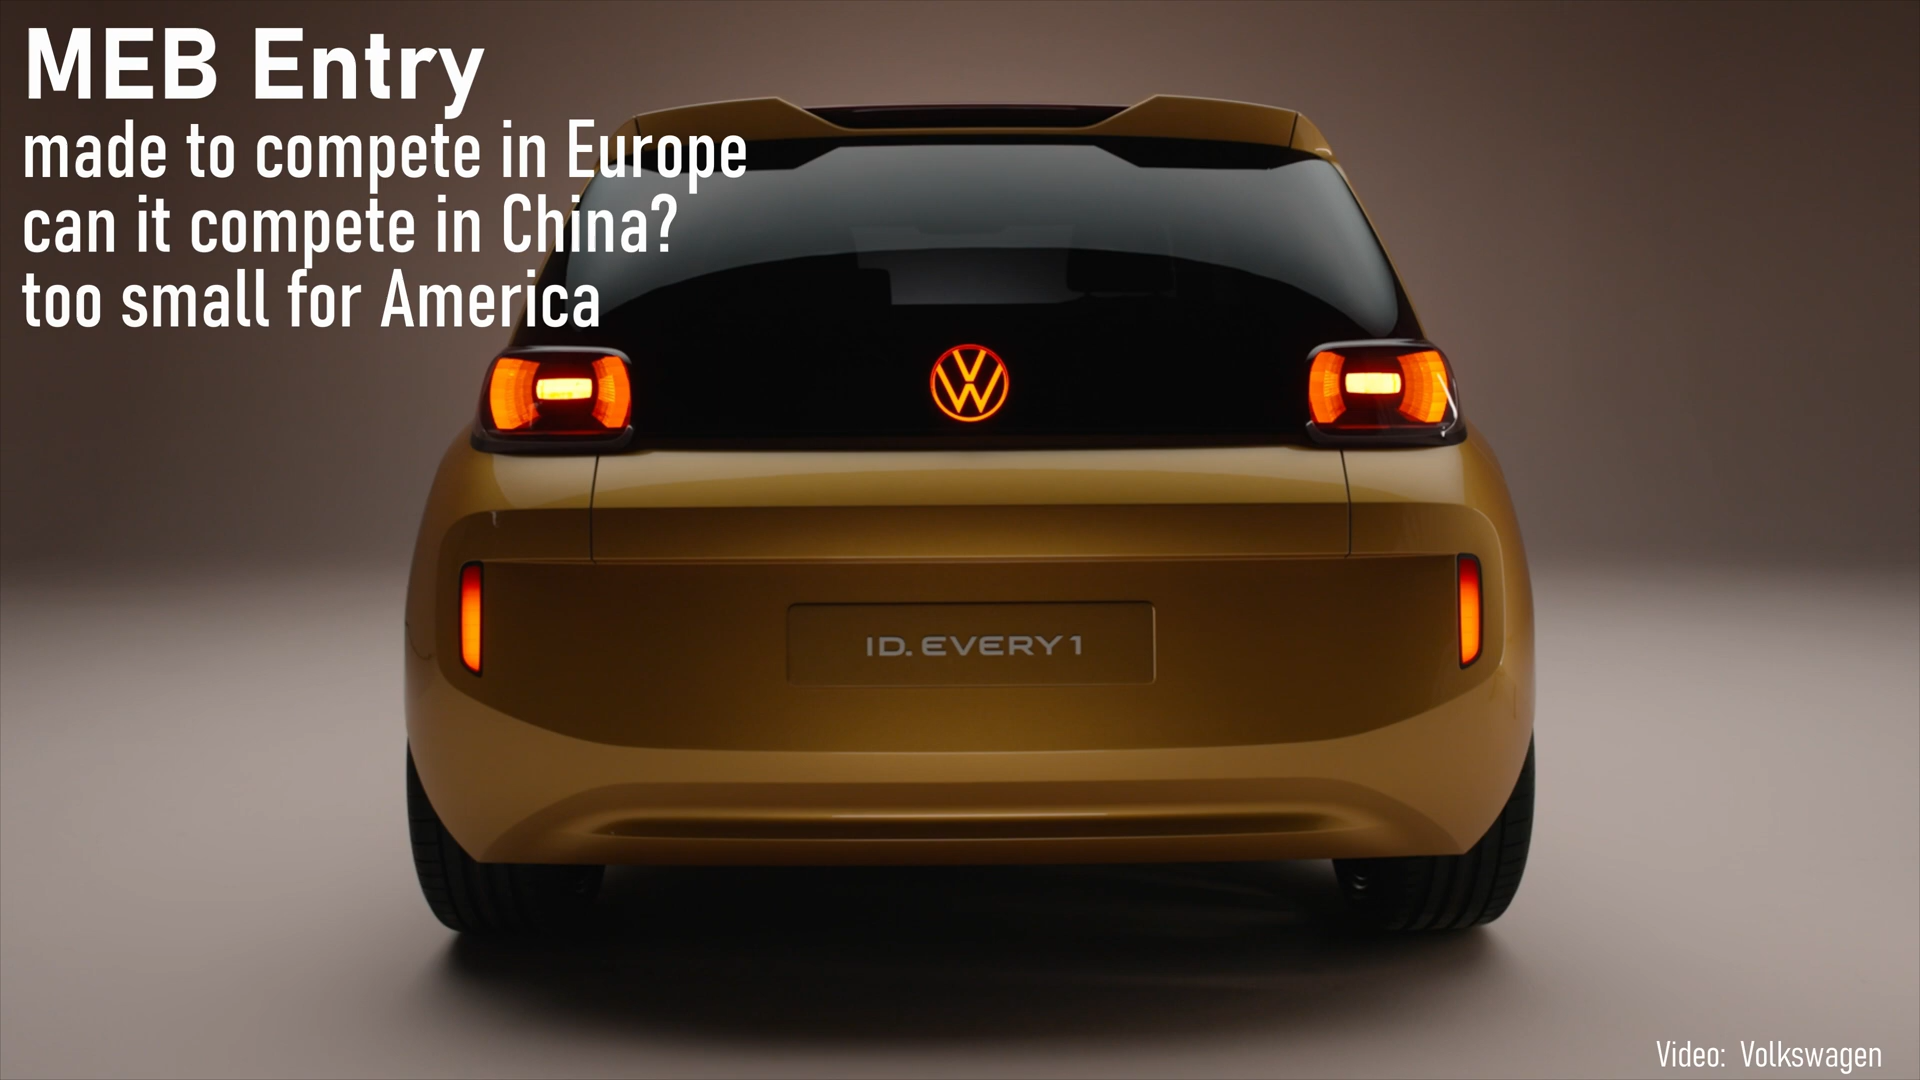 MEB Entry
made to compete in Europe
can it compete in China?
too small for America
ID. EVERY1
Video: Volkswagen